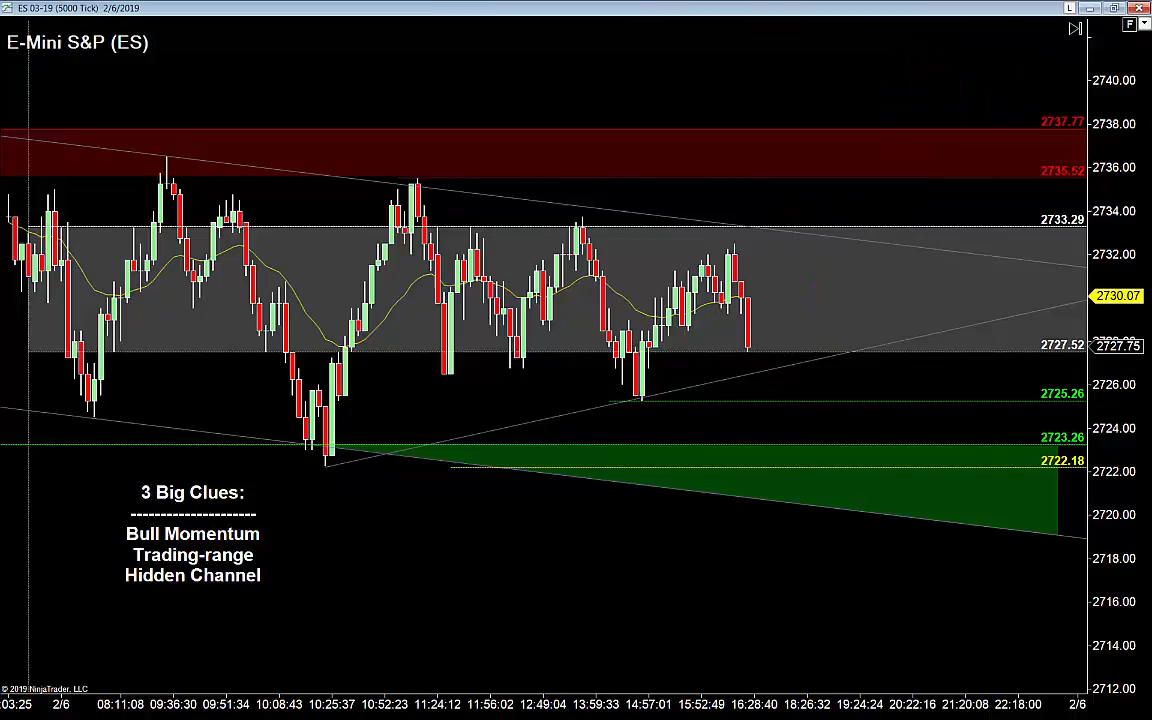 ES 03-19 (5000 Tick)  2/6/2019
L
E-Mini S&P (ES)
F
2740.00
2737.77
2738.00
2735.52
2736.00
2733.29
2734.00
2732.00
2730.07
2727.52
2727.75
2725.26
2726.00
2723.26
2724.00
2722.18
2722.00
2720.00
2718.00
2716.00
2714.00
2712.00
3 Big Clues:
---------------------
Bull Momentum
Trading-range
Hidden Channel
© 2019 NinjaTrader, LLC
:03:25 2/6 08:11:08 09:36:30 09:51:34 10:08:43 10:25:37 10:52:23 11:24:12 11:56:02 12:49:04 13:59:33 14:57:01 15:52:49 16:28:40 18:26:32 19:24:24 20:22:16 21:20:08 22:18:00 2/6